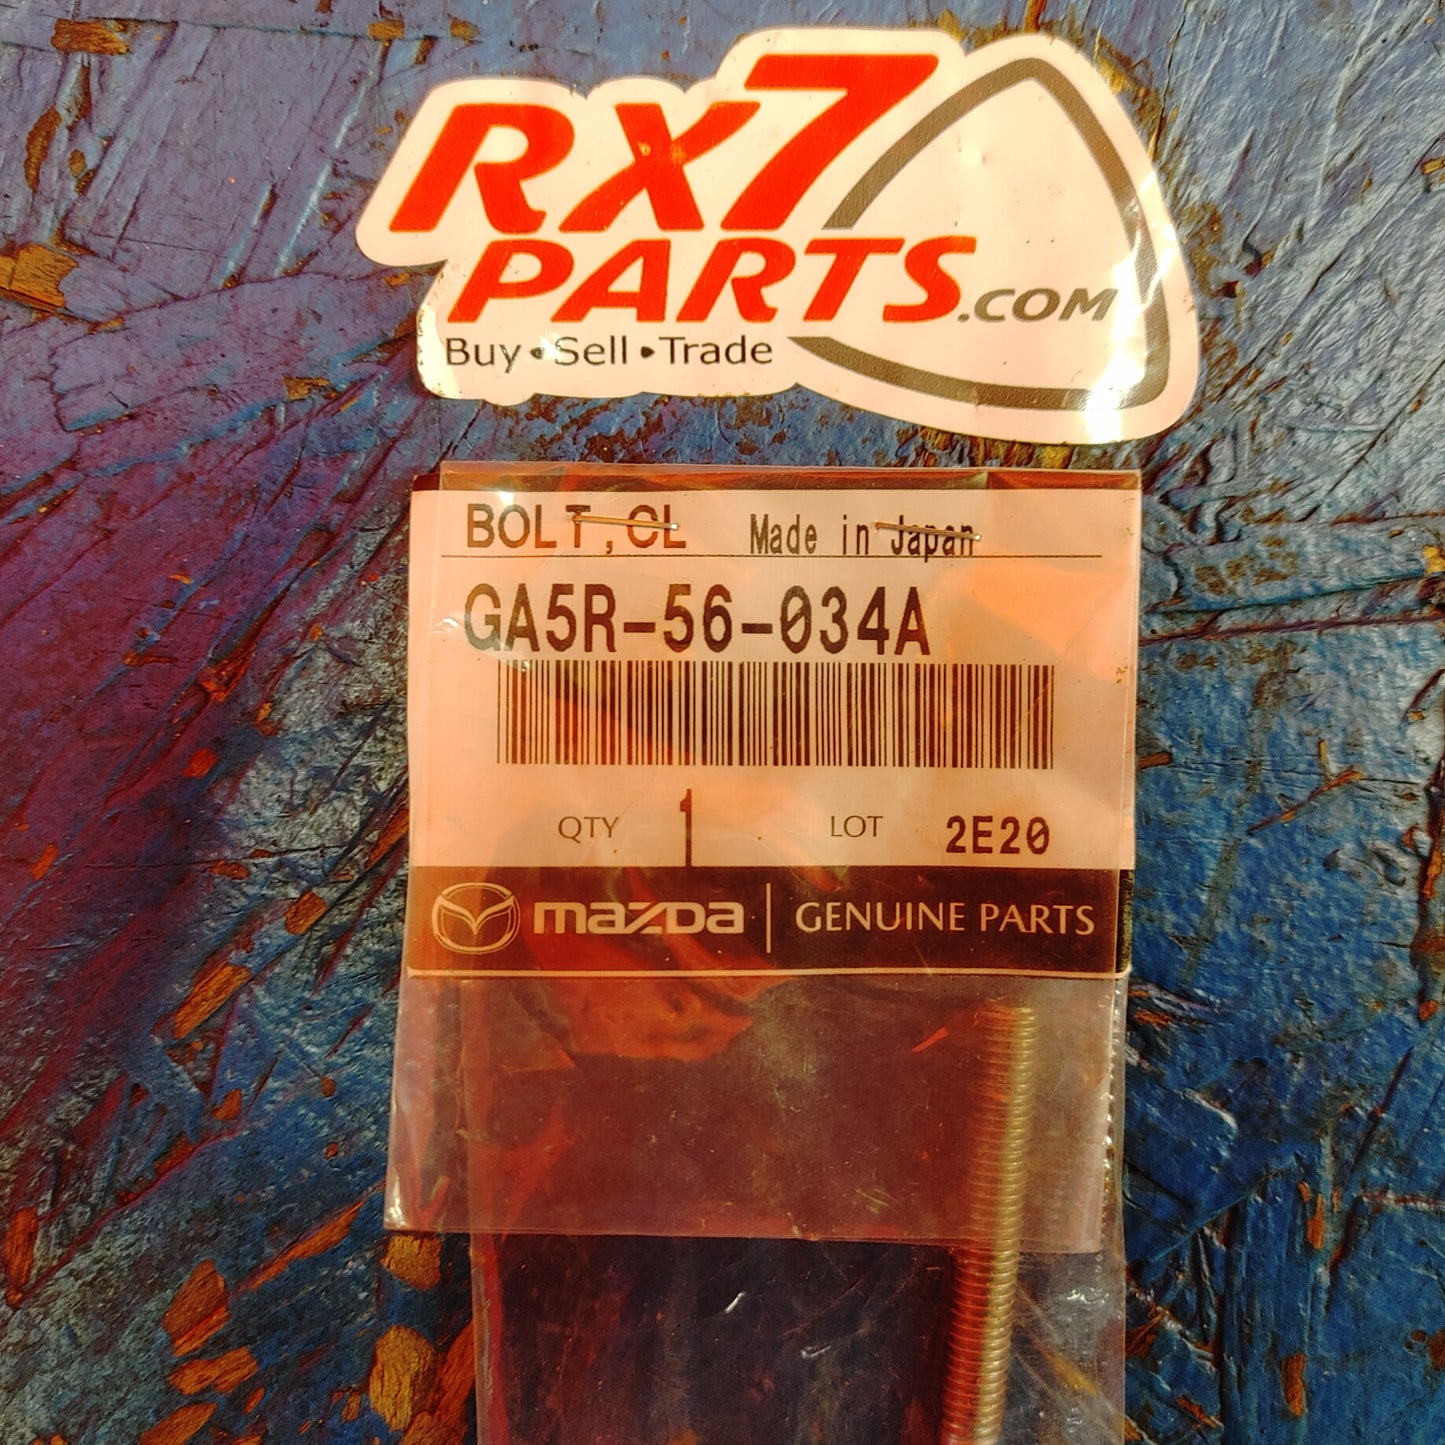 RX7
PARTS.COM
Buy • Sell • Trade
BOLT, CL Made in Japan
GA5R-56-034A
QTY 1 LOT 2E20
mazda | GENUINE PARTS